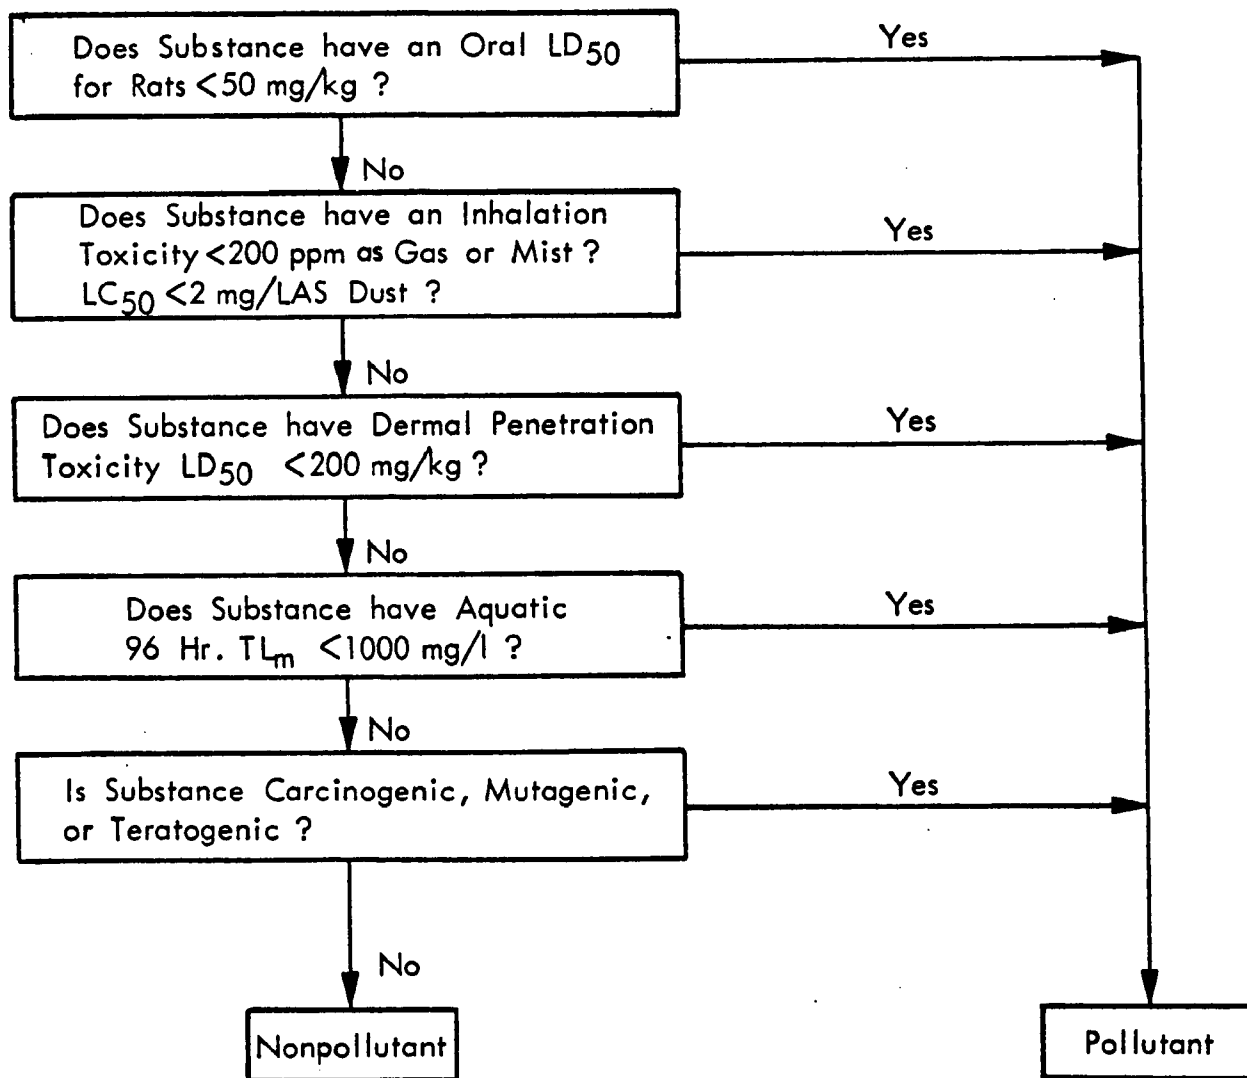 Does Substance have an Oral LD50
for Rats <50 mg/kg ?
Yes
No
Does Substance have an Inhalation
Toxicity <200 ppm as Gas or Mist ?
LC50 <2 mg/LAS Dust ?
Yes
No
Does Substance have Dermal Penetration
Toxicity LD50 <200 mg/kg ?
Yes
No
Does Substance have Aquatic
96 Hr. TLm <1000 mg/l ?
Yes
No
Is Substance Carcinogenic, Mutagenic,
or Teratogenic ?
Yes
No
Nonpollutant
Pollutant